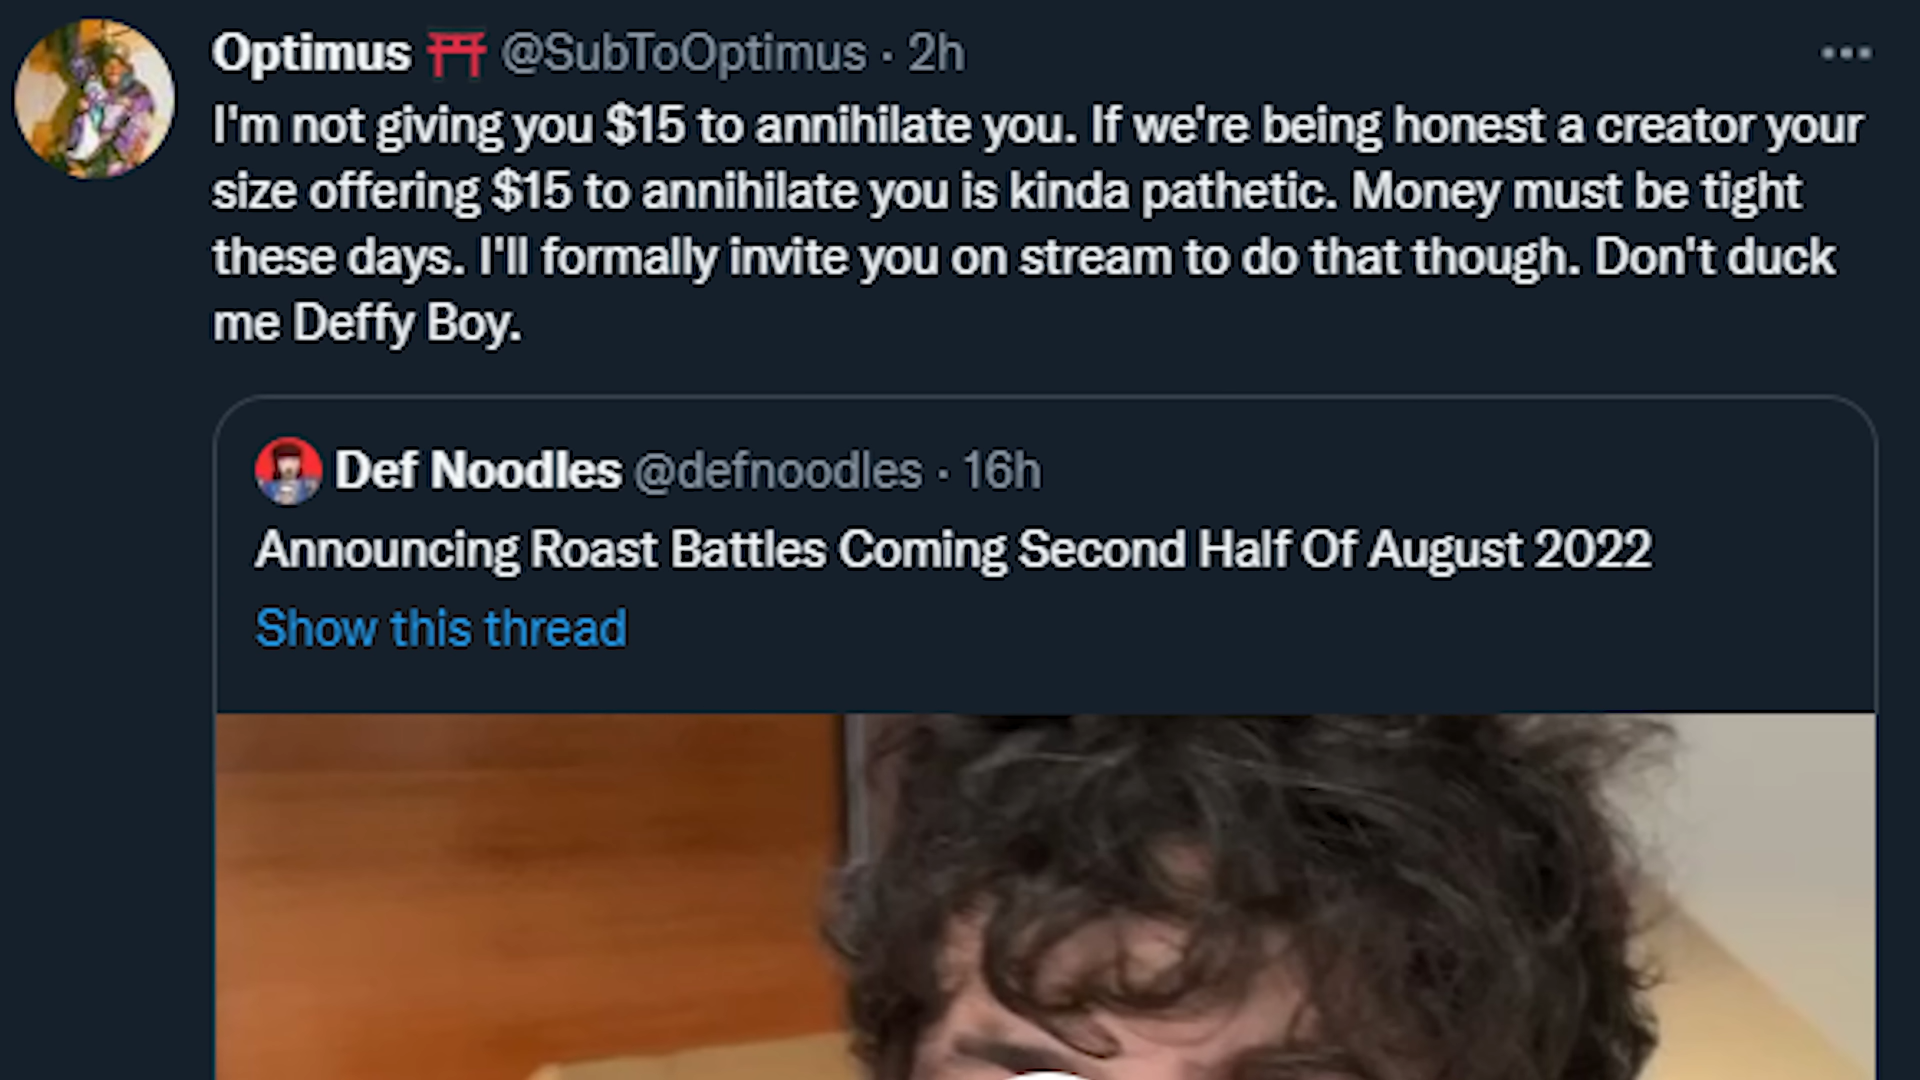 Optimus ⛩ @SubToOptimus · 2h
I'm not giving you $15 to annihilate you. If we're being honest a creator your
size offering $15 to annihilate you is kinda pathetic. Money must be tight
these days. I'll formally invite you on stream to do that though. Don't duck
me Deffy Boy.
Def Noodles @defnoodles · 16h
Announcing Roast Battles Coming Second Half Of August 2022
Show this thread